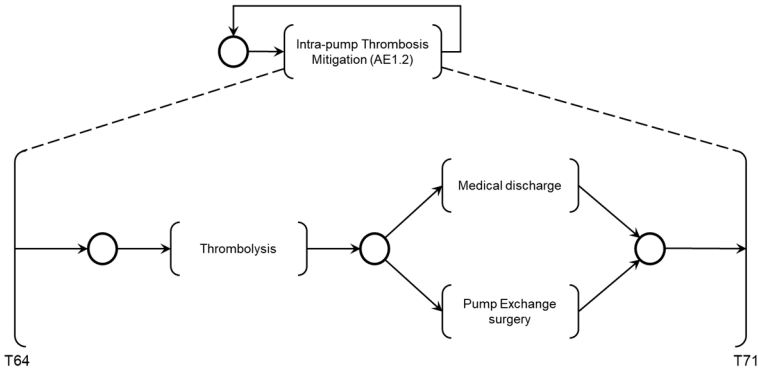 Intra-pump Thrombosis
Mitigation (AE1.2)
Medical discharge
Thrombolysis
Pump Exchange
surgery
T64
T71